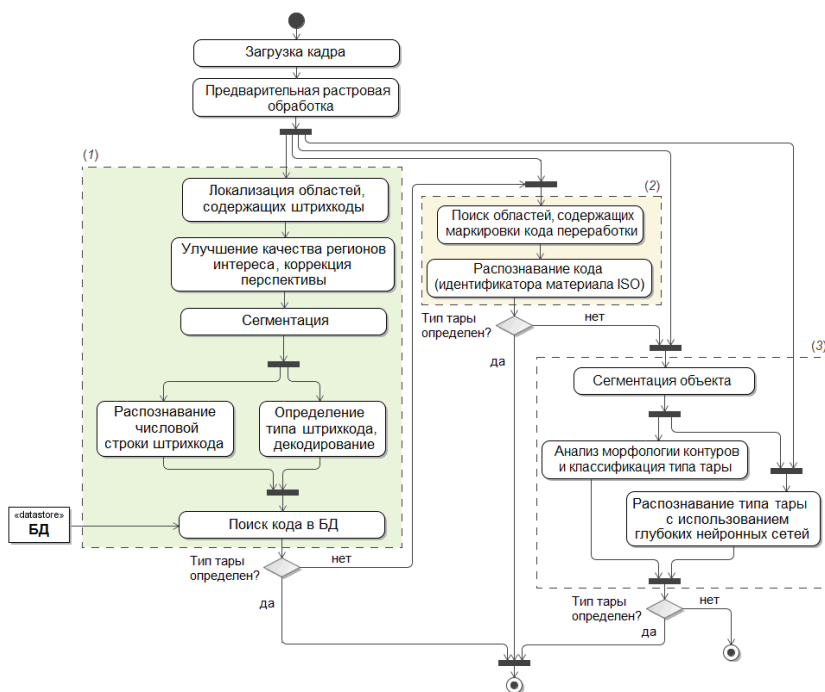 Загрузка кадра
Предварительная растровая
обработка
(1)
Локализация областей,
содержащих штрихкоды
Улучшение качества регионов
интереса, коррекция
перспективы
Сегментация
Распознавание
числовой
строки штрихкода
Определение
типа штрихкода,
декодирование
«datastore»
БД
Поиск кода в БД
Тип тары
определен?
нет
да
(2)
Поиск областей, содержащих
маркировки кода переработки
Распознавание кода
(идентификатора материала ISO)
Тип тары
определен?
нет
да
(3)
Сегментация объекта
Анализ морфологии контуров
и классификация типа тары
Распознавание типа тары
с использованием
глубоких нейронных сетей
Тип тары
определен?
нет
да